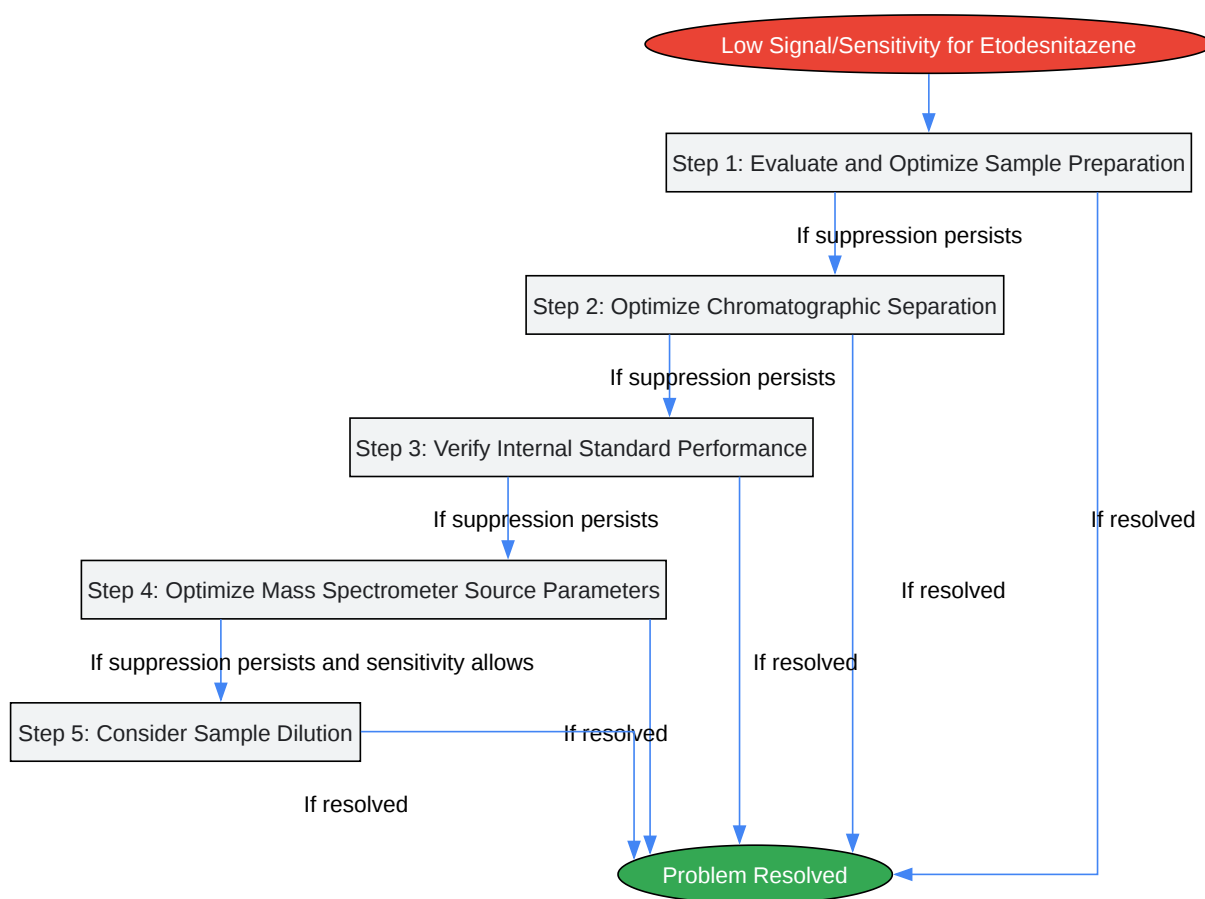 Low Signal/Sensitivity for Etodesnitazene
Step 1: Evaluate and Optimize Sample Preparation
If suppression persists
Step 2: Optimize Chromatographic Separation
If suppression persists
Step 3: Verify Internal Standard Performance
If suppression persists
If resolved
Step 4: Optimize Mass Spectrometer Source Parameters
If resolved
If suppression persists and sensitivity allows
If resolved
Step 5: Consider Sample Dilution
If resolved
If resolved
Problem Resolved